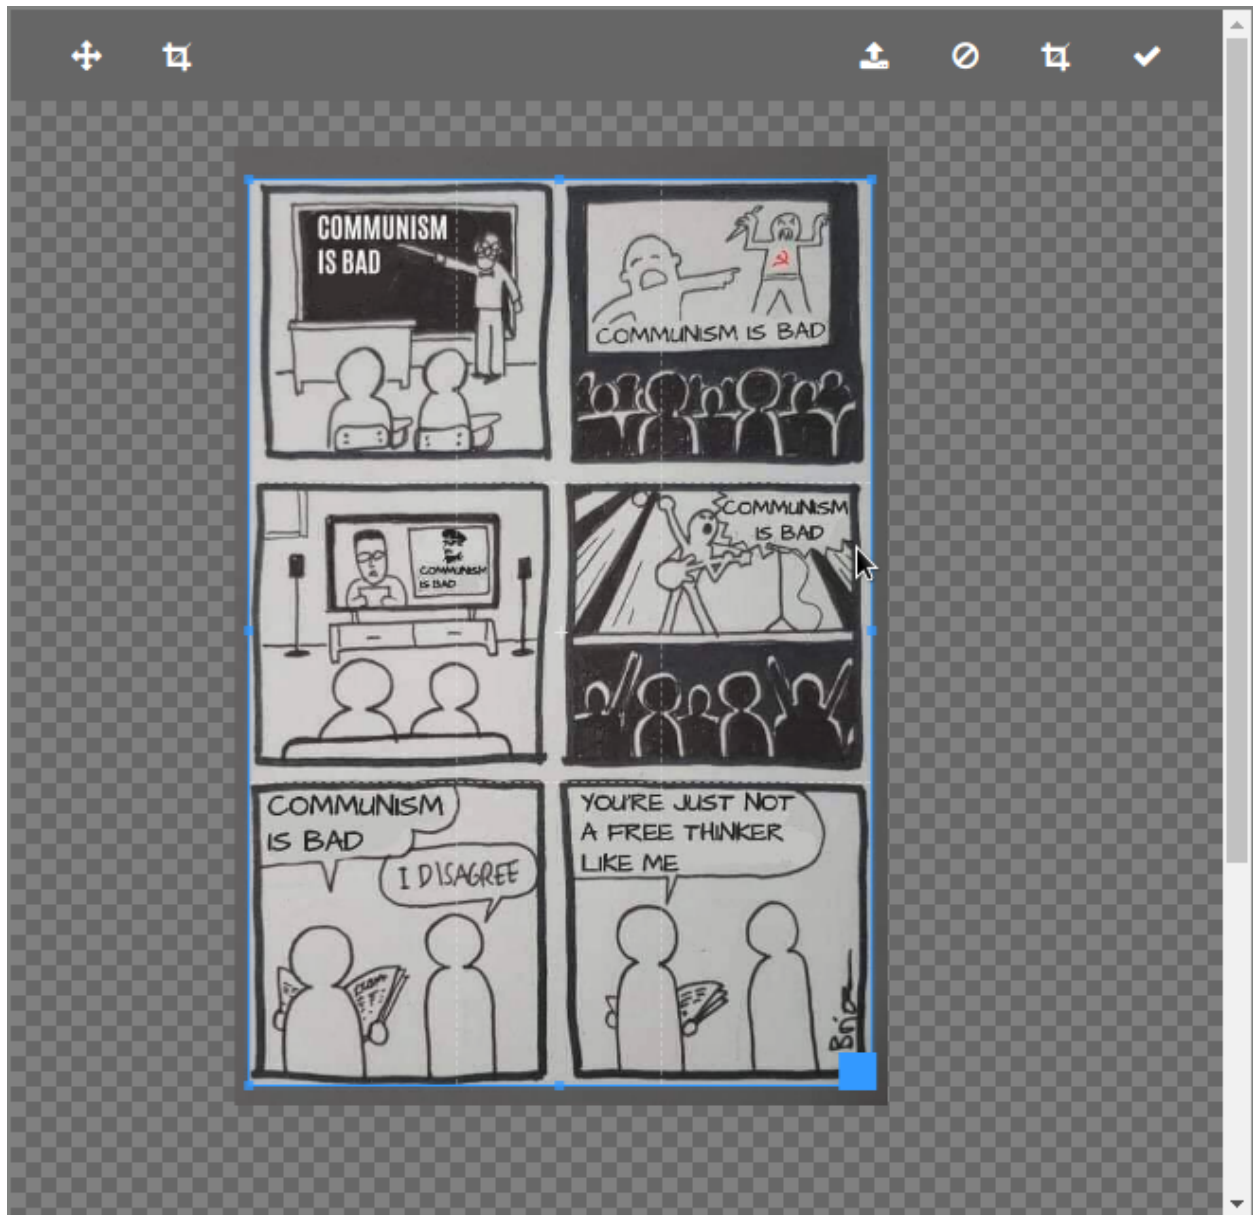 COMMUNISM
IS BAD
COMMUNISM IS BAD
COMMUNISM
IS BAD
COMMUNISM
IS BAD
COMMUNISM
IS BAD
I DISAGREE
YOU'RE JUST NOT
A FREE THINKER
LIKE ME